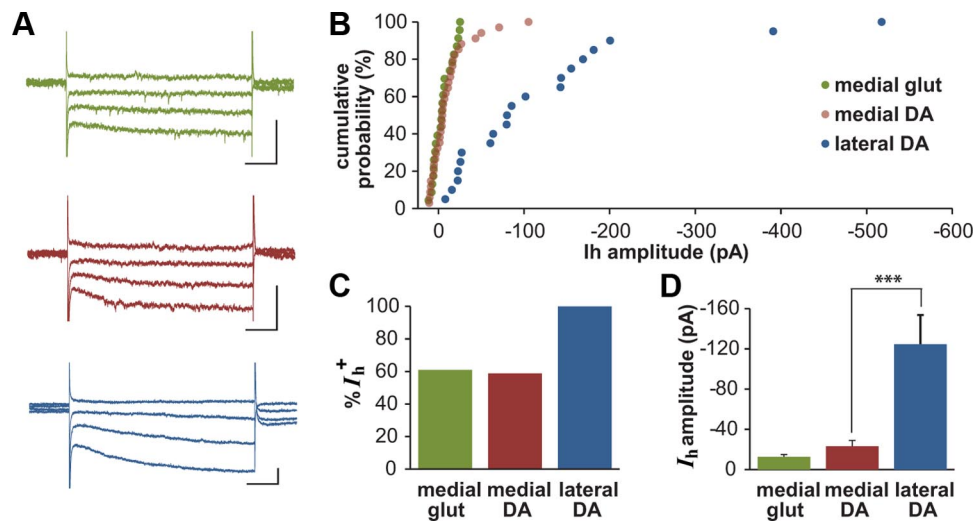 A
B
cumulative
probability (%)
100
80
60
40
20
0
0 -100 -200 -300 -400 -500 -600
Ih amplitude (pA)
medial glut
medial DA
lateral DA
C
% Ih+
100
80
60
40
20
0
medial glut
medial DA
lateral DA
D
Ih amplitude (pA)
-160
-120
-80
-40
0
***
medial glut
medial DA
lateral DA